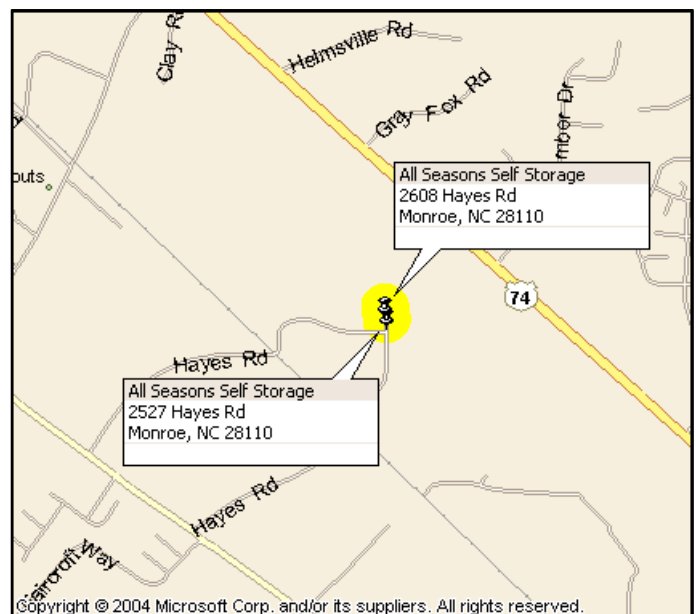 Clay Rd
Helmsville Rd
Gray Fox Rd
mber Dr
outs
All Seasons Self Storage
2608 Hayes Rd
Monroe, NC 28110
74
Hayes Rd
All Seasons Self Storage
2527 Hayes Rd
Monroe, NC 28110
Hayes Rd
aircroft Way
Copyright © 2004 Microsoft Corp. and/or its suppliers. All rights reserved.